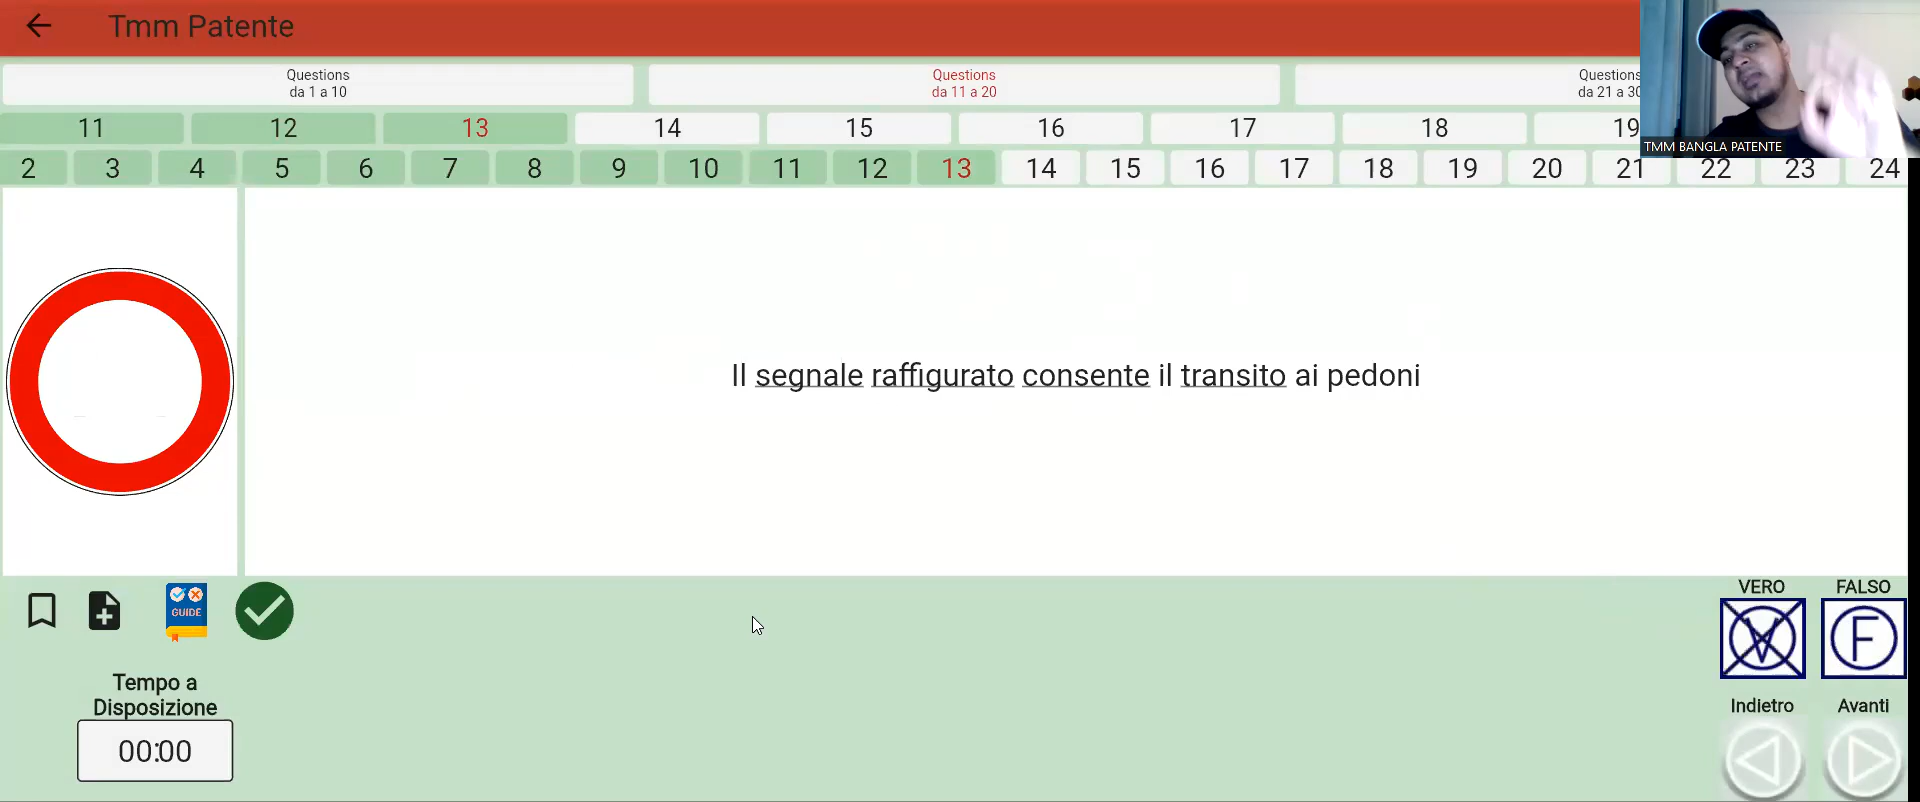 Tmm Patente
Questions
da 1 a 10
Questions
da 11 a 20
Questions
da 21 a 30
11 12 13 14 15 16 17 18 19
2 3 4 5 6 7 8 9 10 11 12 13 14 15 16 17 18 19 20 21 22 23 24
TMM BANGLA PATENTE
Il segnale raffigurato consente il transito ai pedoni
GUIDE
VERO FALSO
V F
Tempo a
Disposizione
00:00
Indietro Avanti